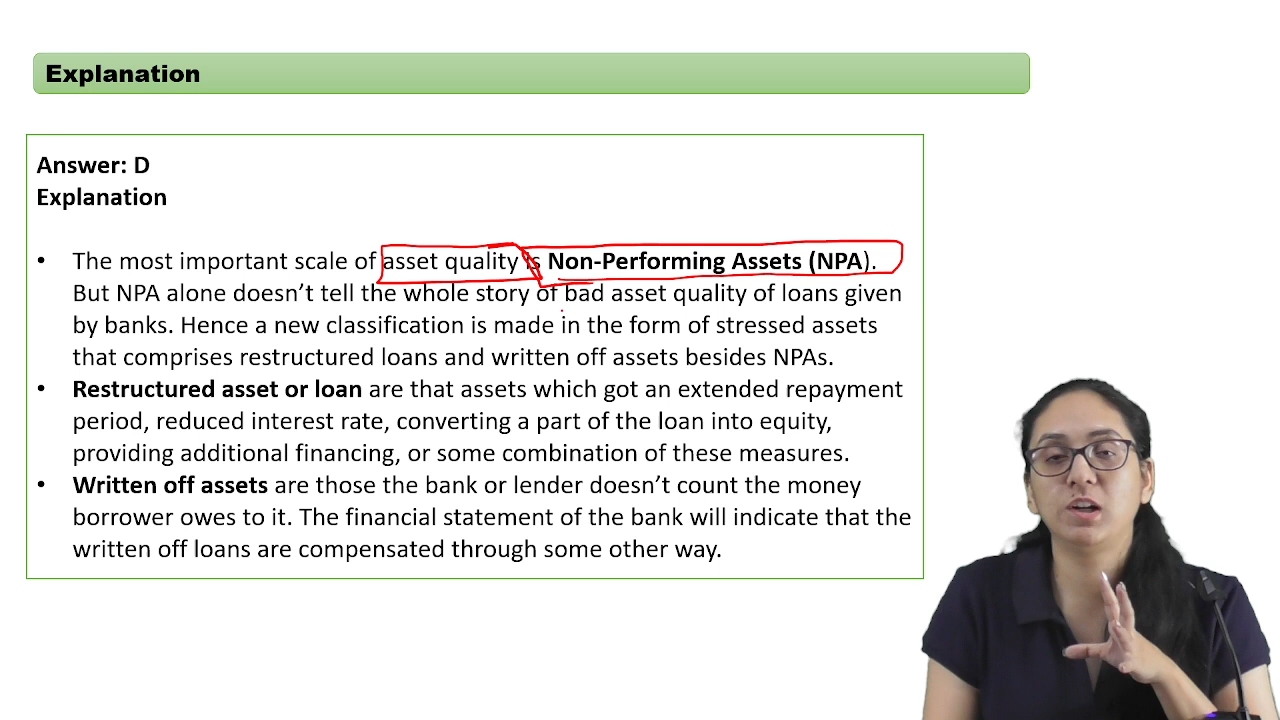 Explanation
Answer: D
Explanation
• The most important scale of asset quality is Non-Performing Assets (NPA).
But NPA alone doesn’t tell the whole story of bad asset quality of loans given
by banks. Hence a new classification is made in the form of stressed assets
that comprises restructured loans and written off assets besides NPAs.
• Restructured asset or loan are that assets which got an extended repayment
period, reduced interest rate, converting a part of the loan into equity,
providing additional financing, or some combination of these measures.
• Written off assets are those the bank or lender doesn’t count the money
borrower owes to it. The financial statement of the bank will indicate that the
written off loans are compensated through some other way.